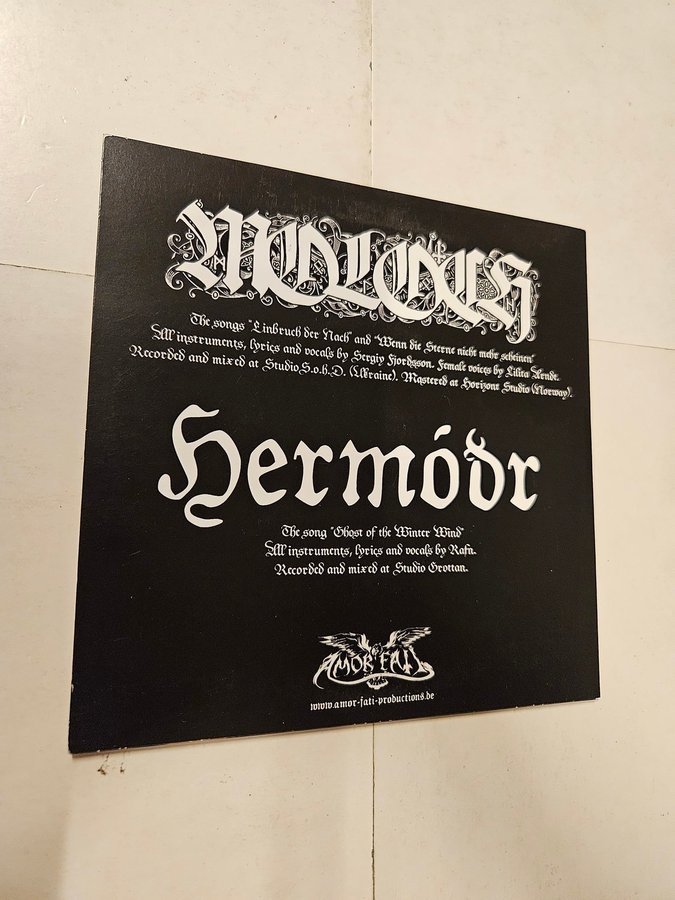 MOLOCH
The songs "Einbruch der Nach" and "Wenn die Sterne nicht mehr scheinen"
All instruments, lyrics and vocals by Sergiy Fjordsson. Female voices by Lilita Arndt.
Recorded and mixed at Studio S.o.h.D. (Ukraine). Mastered at Horizont Studio (Norway).
Hermóðr
The song "Ghost of the Winter Wind"
All instruments, lyrics and vocals by Rafn.
Recorded and mixed at Studio Grottan.
AMOR FATI
www.amor-fati-productions.de